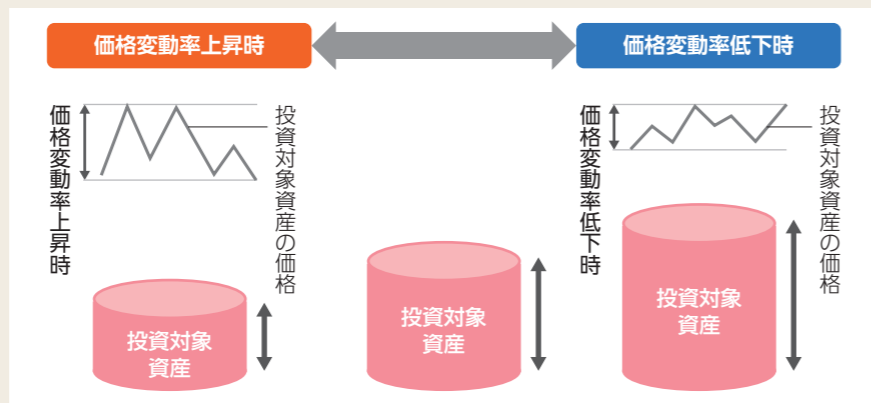 価格変動率上昇時
価格変動率低下時
価格変動率上昇時
投資対象資産の価格
価格変動率低下時
投資対象資産の価格
投資対象
資産
投資対象
資産
投資対象
資産